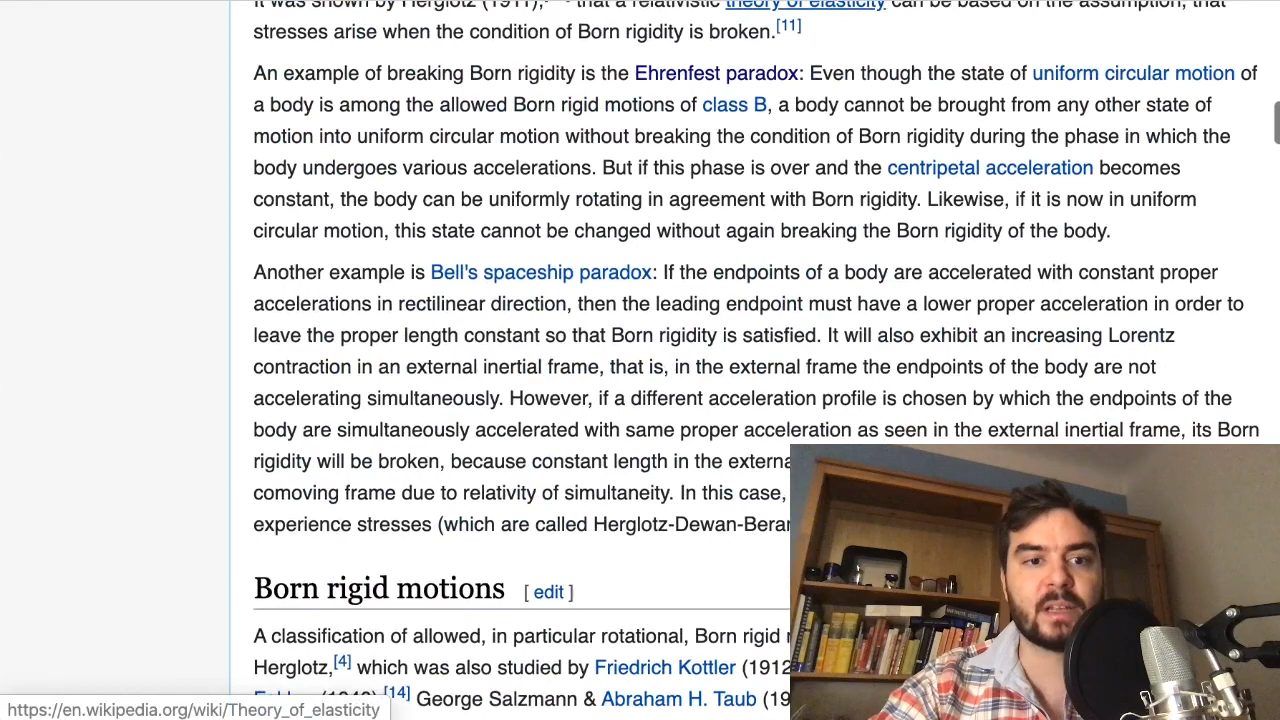 It was shown by Herglotz (1911), that a relativistic theory of elasticity can be based on the assumption, that
stresses arise when the condition of Born rigidity is broken.[11]
An example of breaking Born rigidity is the Ehrenfest paradox: Even though the state of uniform circular motion of
a body is among the allowed Born rigid motions of class B, a body cannot be brought from any other state of
motion into uniform circular motion without breaking the condition of Born rigidity during the phase in which the
body undergoes various accelerations. But if this phase is over and the centripetal acceleration becomes
constant, the body can be uniformly rotating in agreement with Born rigidity. Likewise, if it is now in uniform
circular motion, this state cannot be changed without again breaking the Born rigidity of the body.
Another example is Bell's spaceship paradox: If the endpoints of a body are accelerated with constant proper
accelerations in rectilinear direction, then the leading endpoint must have a lower proper acceleration in order to
leave the proper length constant so that Born rigidity is satisfied. It will also exhibit an increasing Lorentz
contraction in an external inertial frame, that is, in the external frame the endpoints of the body are not
accelerating simultaneously. However, if a different acceleration profile is chosen by which the endpoints of the
body are simultaneously accelerated with same proper acceleration as seen in the external inertial frame, its Born
rigidity will be broken, because constant length in the externa
comoving frame due to relativity of simultaneity. In this case,
experience stresses (which are called Herglotz-Dewan-Bera
Born rigid motions [ edit ]
A classification of allowed, in particular rotational, Born rigid
Herglotz,[4] which was also studied by Friedrich Kottler (1912
[14] George Salzmann & Abraham H. Taub (19
https://en.wikipedia.org/wiki/Theory_of_elasticity